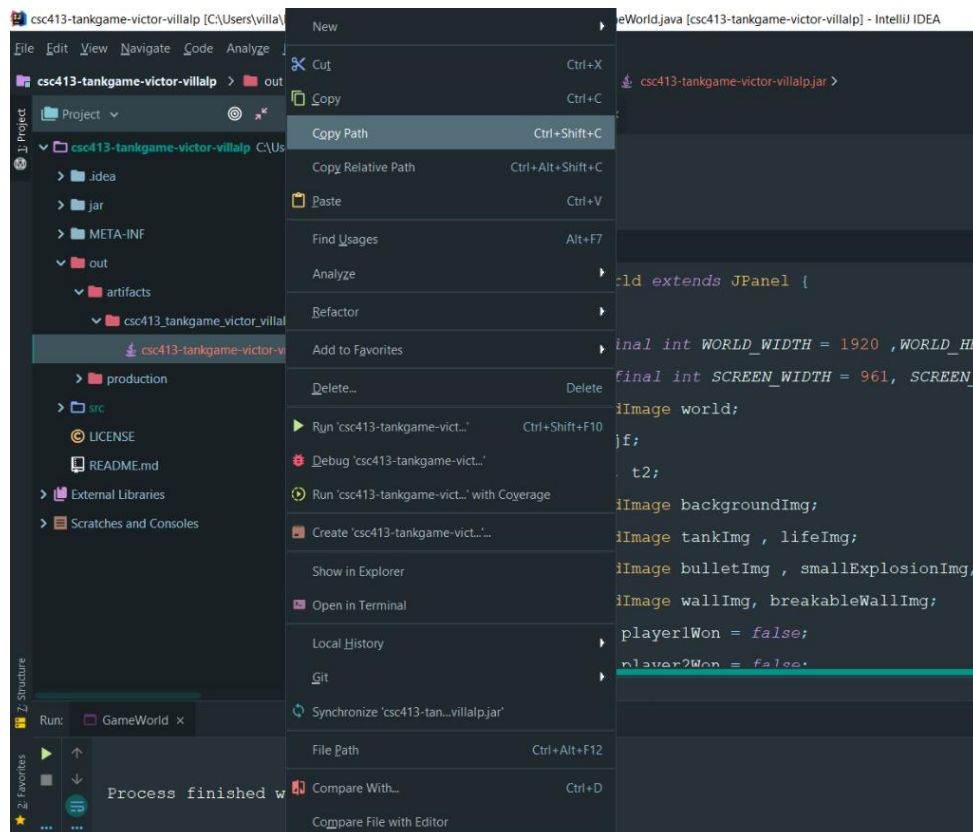 csc413-tankgame-victor-villalp [C:\Users\villa\
eWorld.java [csc413-tankgame-victor-villalp] - IntelliJ IDEA
File Edit View Navigate Code Analyze
csc413-tankgame-victor-villalp > out
csc413-tankgame-victor-villalp.jar >
1: Project
Project
csc413-tankgame-victor-villalp C:\Us
.idea
jar
META-INF
out
artifacts
csc413_tankgame_victor_villal
csc413-tankgame-victor-vi
production
src
LICENSE
README.md
External Libraries
Scratches and Consoles
New
Cut Ctrl+X
Copy Ctrl+C
Copy Path Ctrl+Shift+C
Copy Relative Path Ctrl+Alt+Shift+C
Paste Ctrl+V
Find Usages Alt+F7
Analyze
Refactor
Add to Favorites
Delete... Delete
Run 'csc413-tankgame-vict...' Ctrl+Shift+F10
Debug 'csc413-tankgame-vict...'
Run 'csc413-tankgame-vict...' with Coverage
Create 'csc413-tankgame-vict...'...
Show in Explorer
Open in Terminal
Local History
Git
Synchronize 'csc413-tan...villalp.jar'
File Path Ctrl+Alt+F12
Compare With... Ctrl+D
Compare File with Editor
rld extends JPanel {
inal int WORLD_WIDTH = 1920 ,WORLD_HE
final int SCREEN_WIDTH = 961, SCREEN_
dImage world;
jf;
t2;
dImage backgroundImg;
dImage tankImg , lifeImg;
dImage bulletImg , smallExplosionImg,
dImage wallImg, breakableWallImg;
player1Won = false;
player2Won = false;
Z: Structure
2: Favorites
Run: GameWorld ×
Process finished w